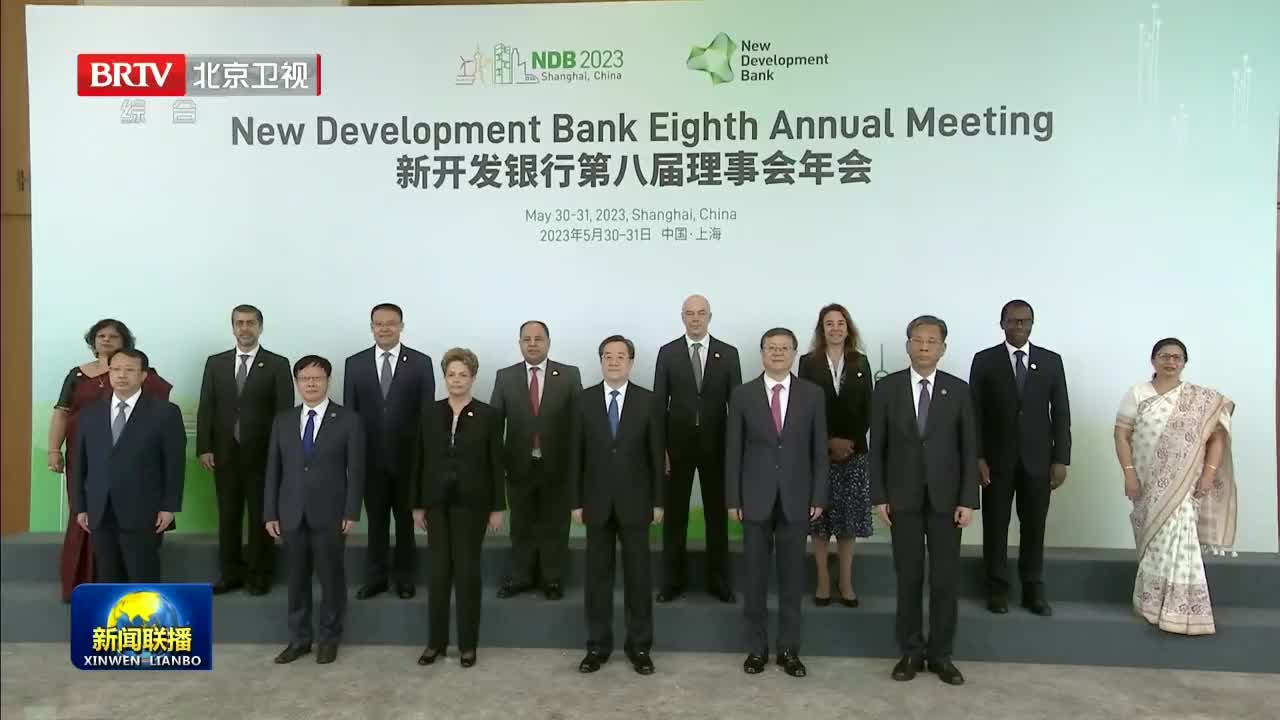 BRTV 北京卫视
综合
NDB 2023
Shanghai, China
New
Development
Bank
New Development Bank Eighth Annual Meeting
新开发银行第八届理事会年会
May 30-31, 2023, Shanghai, China
2023年5月30-31日 中国·上海
新闻联播
XINWEN LIANBO